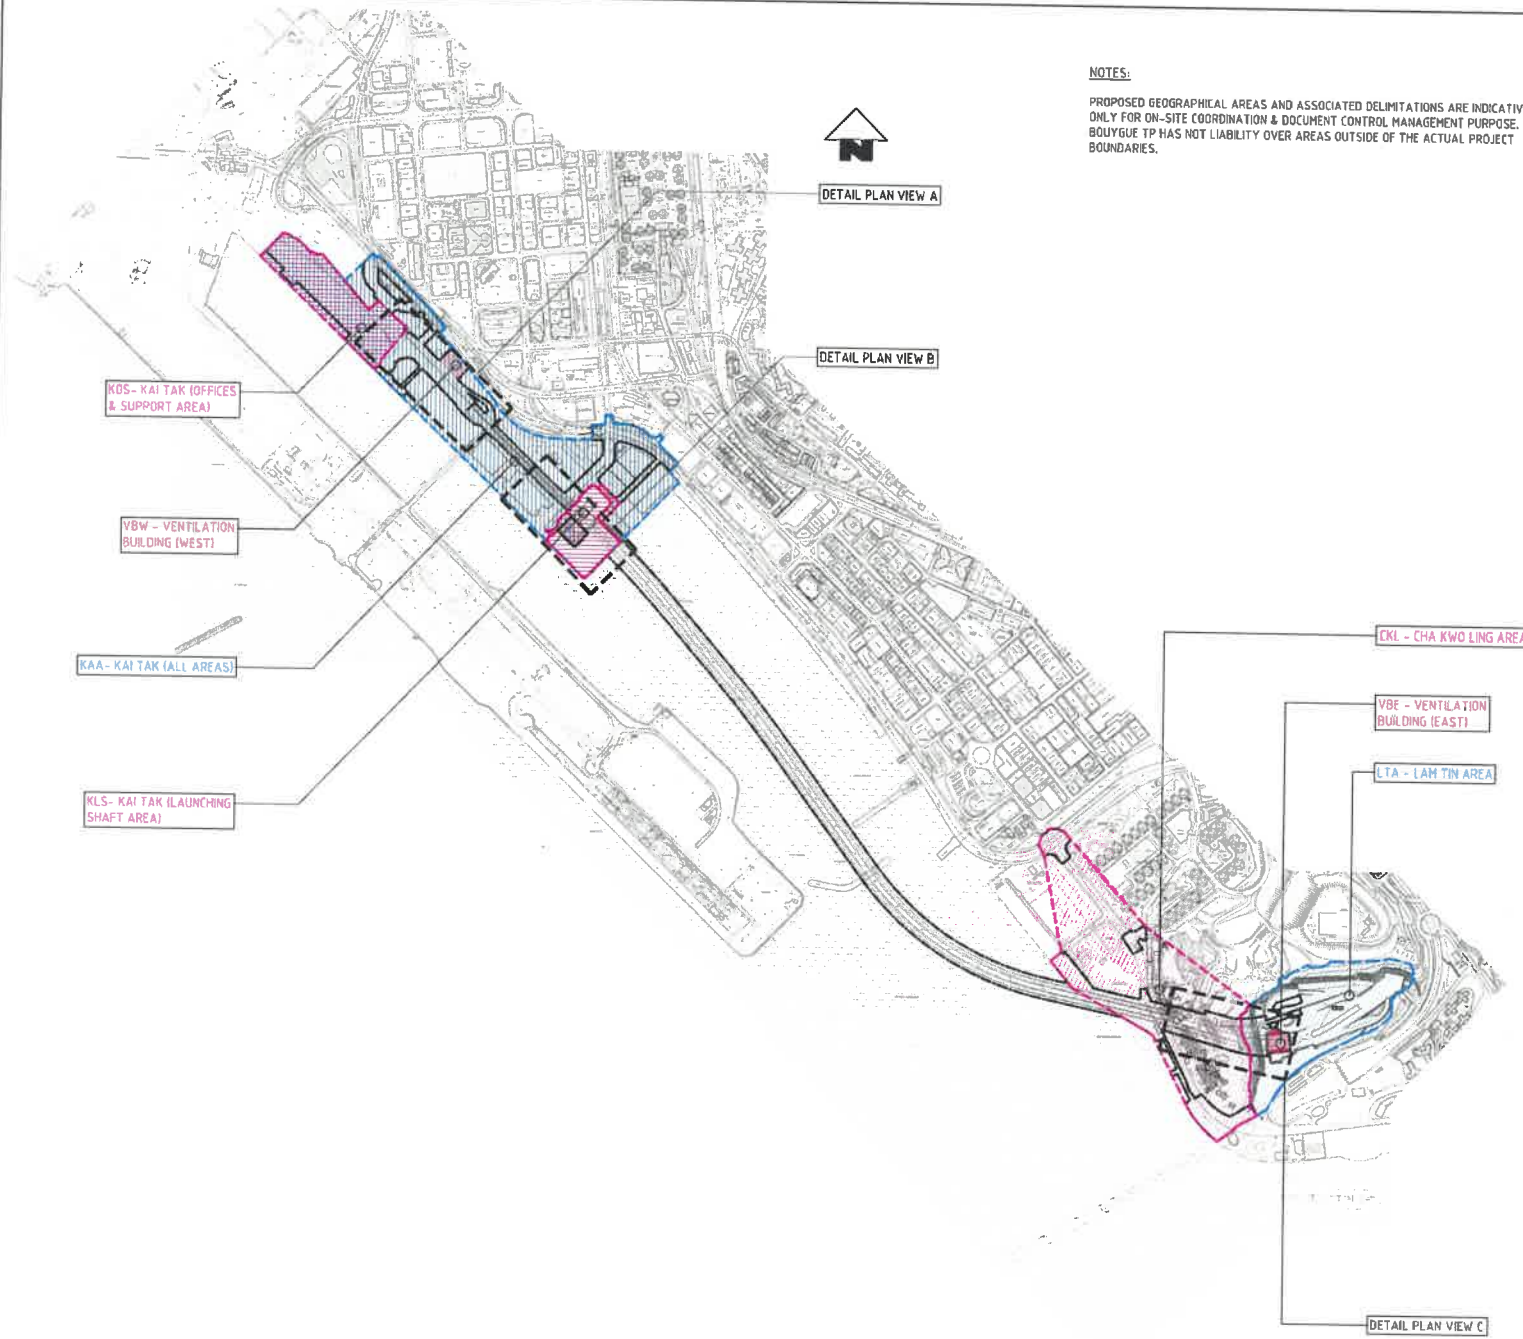 NOTES:
PROPOSED GEOGRAPHICAL AREAS AND ASSOCIATED DELIMITATIONS ARE INDICATIV
ONLY FOR ON-SITE COORDINATION & DOCUMENT CONTROL MANAGEMENT PURPOSE.
BOUYGUE TP HAS NOT LIABILITY OVER AREAS OUTSIDE OF THE ACTUAL PROJECT
BOUNDARIES.
N
DETAIL PLAN VIEW A
DETAIL PLAN VIEW B
KOS- KAI TAK (OFFICES
& SUPPORT AREA)
VBW - VENTILATION
BUILDING (WEST)
KAA- KAI TAK (ALL AREAS)
KLS- KAI TAK (LAUNCHING
SHAFT AREA)
CKL - CHA KWO LING AREA
VBE - VENTILATION
BUILDING (EAST)
LTA - LAM TIN AREA
DETAIL PLAN VIEW C